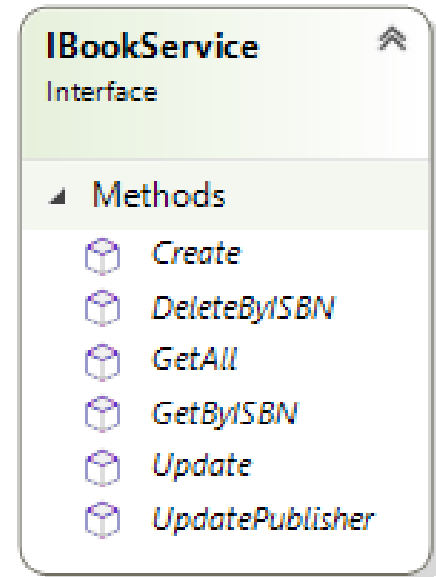 IBookService
Interface
Methods
Create
DeleteByISBN
GetAll
GetByISBN
Update
UpdatePublisher